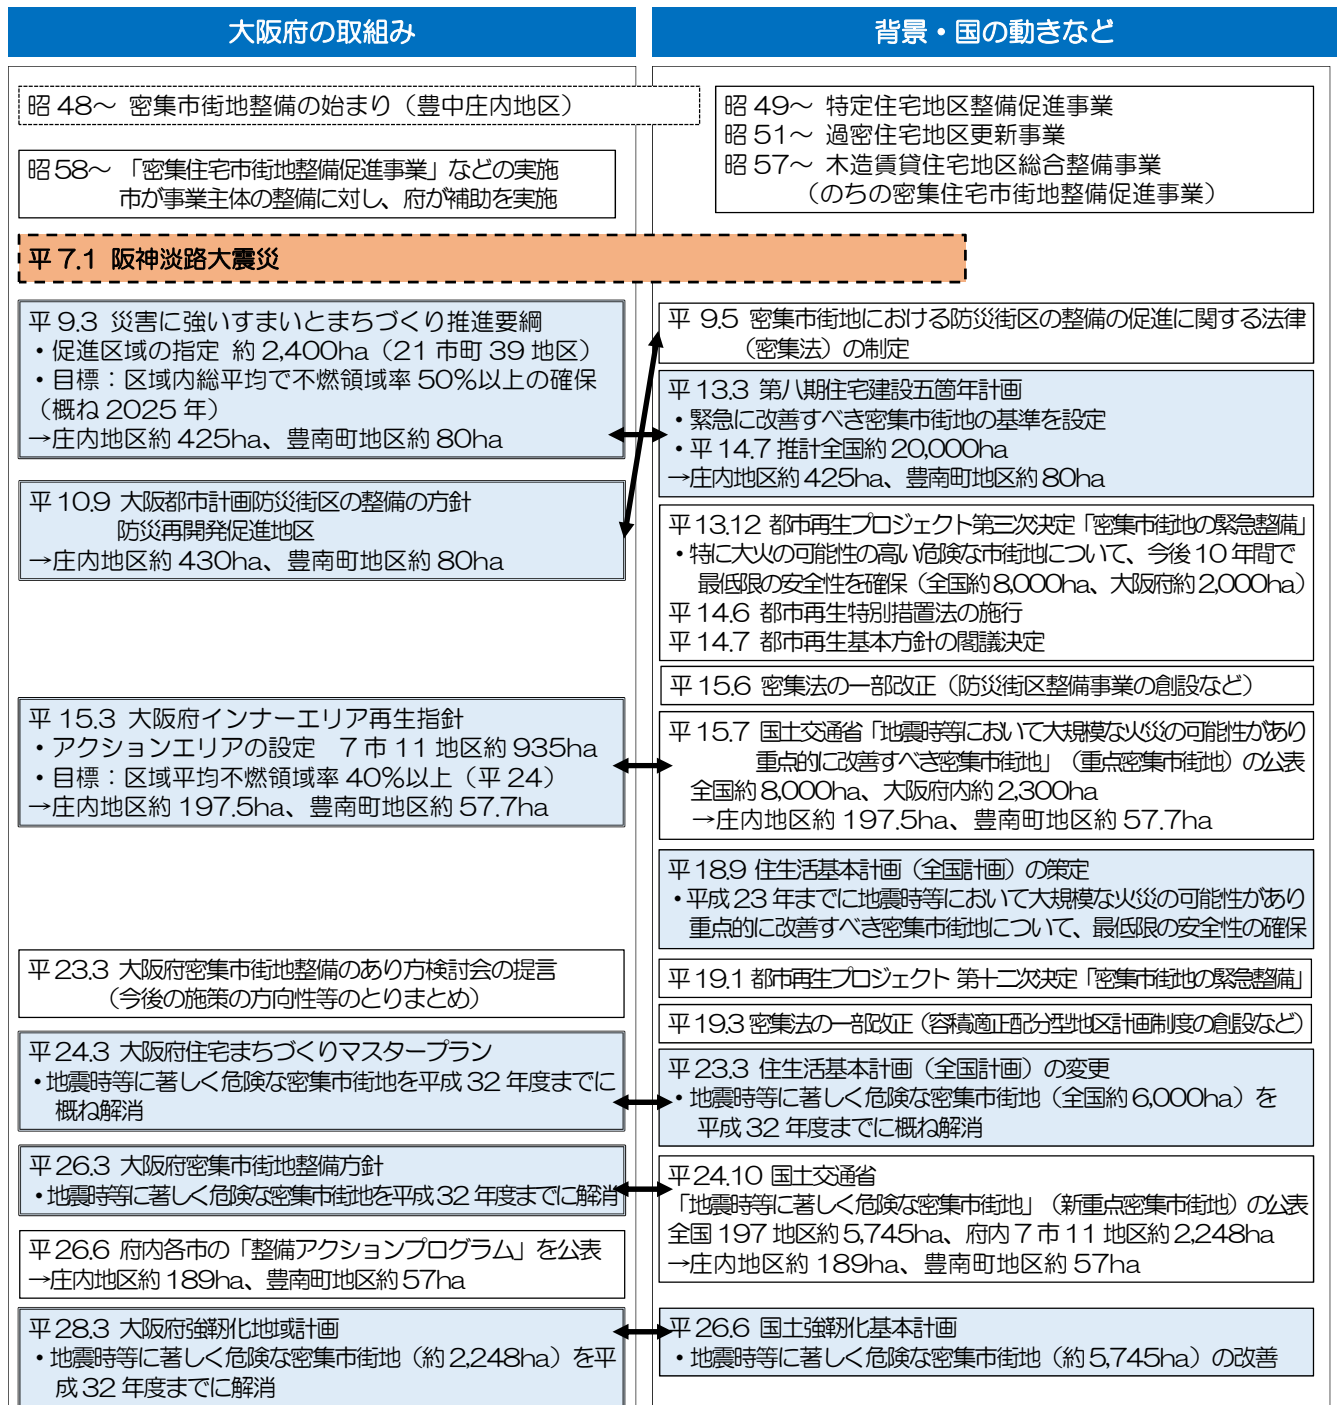 大阪府の取組み
昭48～ 密集市街地整備の始まり（豊中庄内地区）
昭58～ 「密集住宅市街地整備促進事業」などの実施
市が事業主体の整備に対し、府が補助を実施
平7.1 阪神淡路大震災
平9.3 災害に強いすまいとまちづくり推進要綱
・促進区域の指定 約2,400ha（21市町39地区）
・目標：区域内総平均で不燃領域率50％以上の確保
（概ね2025年）
→庄内地区約425ha、豊南町地区約80ha
平10.9 大阪都市計画防災街区の整備の方針
防災再開発促進地区
→庄内地区約430ha、豊南町地区約80ha
平15.3 大阪府インナーエリア再生指針
・アクションエリアの設定　7市11地区約935ha
・目標：区域平均不燃領域率40％以上（平24）
→庄内地区約197.5ha、豊南町地区約57.7ha
平23.3 大阪府密集市街地整備のあり方検討会の提言
（今後の施策の方向性等のとりまとめ）
平24.3 大阪府住宅まちづくりマスタープラン
・地震時等に著しく危険な密集市街地を平成32年度までに
概ね解消
平26.3 大阪府密集市街地整備方針
・地震時等に著しく危険な密集市街地を平成32年度までに解消
平26.6 府内各市の「整備アクションプログラム」を公表
→庄内地区約189ha、豊南町地区約57ha
平28.3 大阪府強靱化地域計画
・地震時等に著しく危険な密集市街地（約2,248ha）を平
成32年度までに解消
背景・国の動きなど
昭49～ 特定住宅地区整備促進事業
昭51～ 過密住宅地区更新事業
昭57～ 木造賃貸住宅地区総合整備事業
（のちの密集住宅市街地整備促進事業）
平9.5 密集市街地における防災街区の整備の促進に関する法律
（密集法）の制定
平13.3 第八期住宅建設五箇年計画
・緊急に改善すべき密集市街地の基準を設定
・平14.7推計全国約20,000ha
→庄内地区約425ha、豊南町地区約80ha
平13.12 都市再生プロジェクト第三次決定「密集市街地の緊急整備」
・特に大火の可能性の高い危険な市街地について、今後10年間で
最低限の安全性を確保（全国約8,000ha、大阪府約2,000ha）
平14.6 都市再生特別措置法の施行
平14.7 都市再生基本方針の閣議決定
平15.6 密集法の一部改正（防災街区整備事業の創設など）
平15.7 国土交通省「地震時等において大規模な火災の可能性があり
重点的に改善すべき密集市街地」（重点密集市街地）の公表
全国約8,000ha、大阪府内約2,300ha
→庄内地区約197.5ha、豊南町地区約57.7ha
平18.9 住生活基本計画（全国計画）の策定
・平成23年までに地震時等において大規模な火災の可能性があり
重点的に改善すべき密集市街地について、最低限の安全性の確保
平19.1 都市再生プロジェクト 第十二次決定「密集市街地の緊急整備」
平19.3 密集法の一部改正（容積適正配分型地区計画制度の創設など）
平23.3 住生活基本計画（全国計画）の変更
・地震時等に著しく危険な密集市街地（全国約6,000ha）を
平成32年度までに概ね解消
平24.10 国土交通省
「地震時等に著しく危険な密集市街地」（新重点密集市街地）の公表
全国197地区約5,745ha、府内7市11地区約2,248ha
→庄内地区約189ha、豊南町地区約57ha
平26.6 国土強靱化基本計画
・地震時等に著しく危険な密集市街地（約5,745ha）の改善